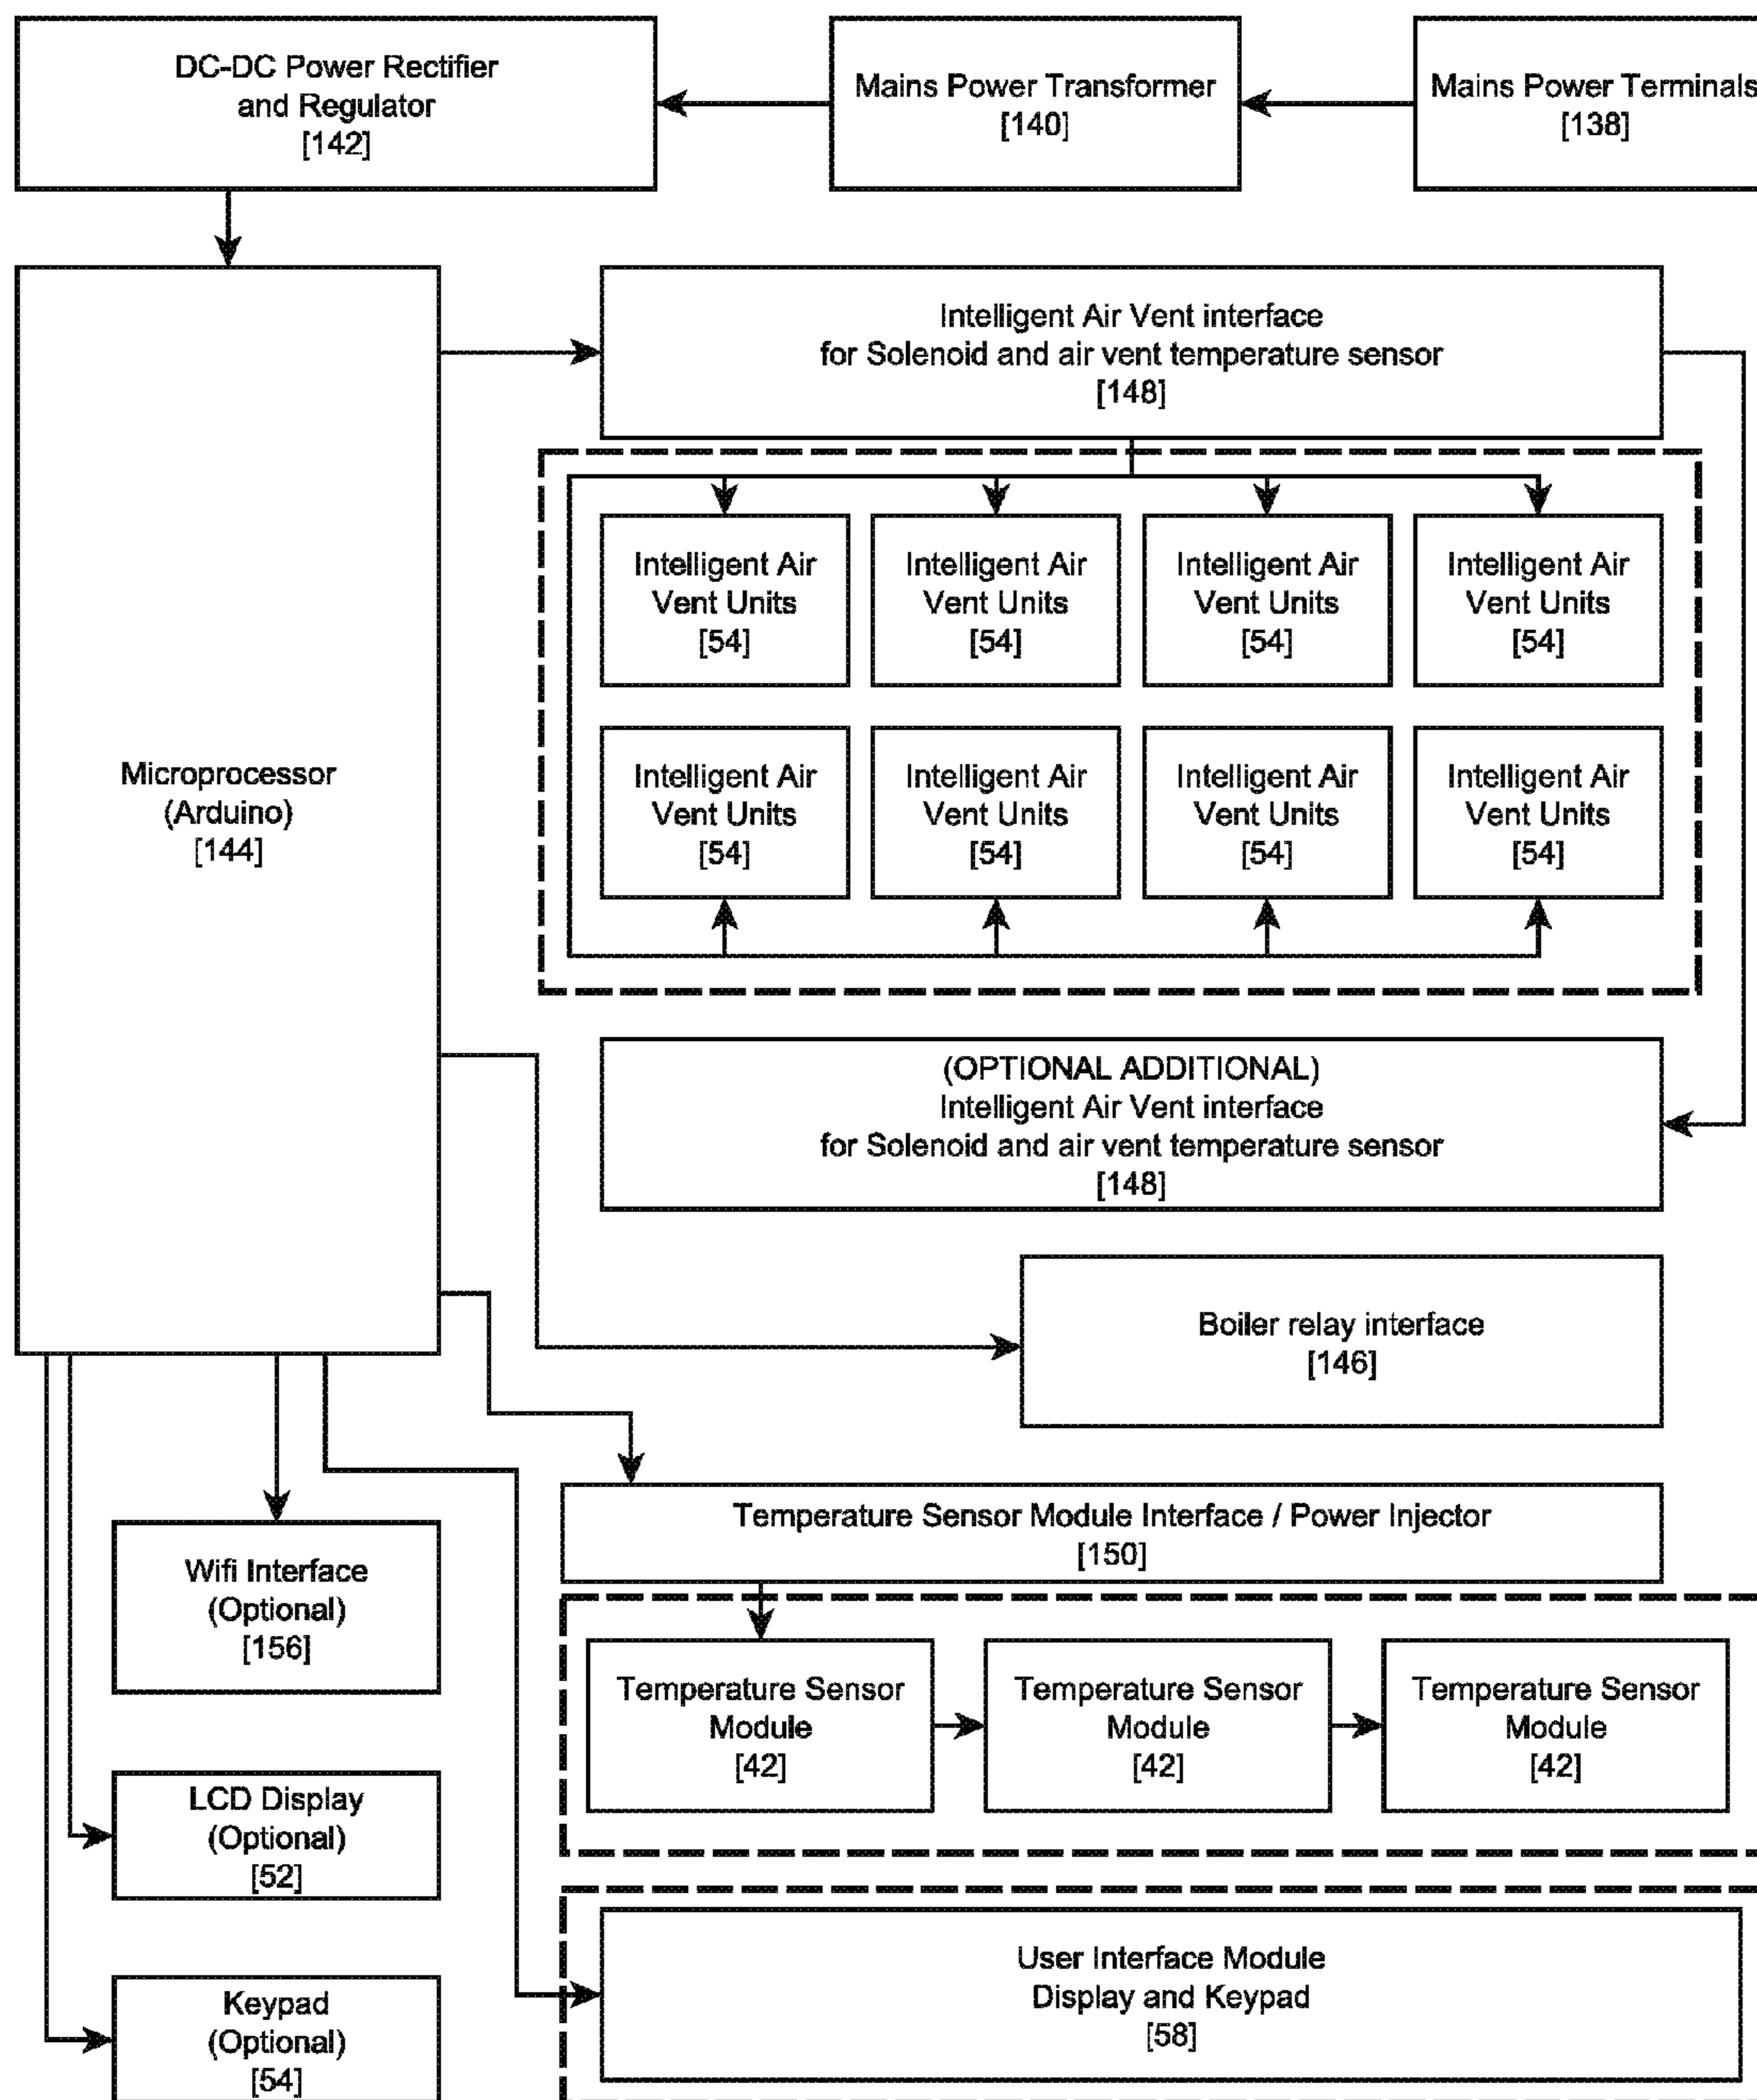 DC-DC Power Rectifier
and Regulator
[142]
Mains Power Transformer
[140]
Mains Power Terminals
[138]
Microprocessor
(Arduino)
[144]
Intelligent Air Vent interface
for Solenoid and air vent temperature sensor
[148]
Intelligent Air
Vent Units
[54]
Intelligent Air
Vent Units
[54]
Intelligent Air
Vent Units
[54]
Intelligent Air
Vent Units
[54]
Intelligent Air
Vent Units
[54]
Intelligent Air
Vent Units
[54]
Intelligent Air
Vent Units
[54]
Intelligent Air
Vent Units
[54]
(OPTIONAL ADDITIONAL)
Intelligent Air Vent interface
for Solenoid and air vent temperature sensor
[148]
Boiler relay interface
[146]
Temperature Sensor Module Interface / Power Injector
[150]
Wifi Interface
(Optional)
[156]
Temperature Sensor
Module
[42]
Temperature Sensor
Module
[42]
Temperature Sensor
Module
[42]
LCD Display
(Optional)
[52]
User Interface Module
Display and Keypad
[58]
Keypad
(Optional)
[54]